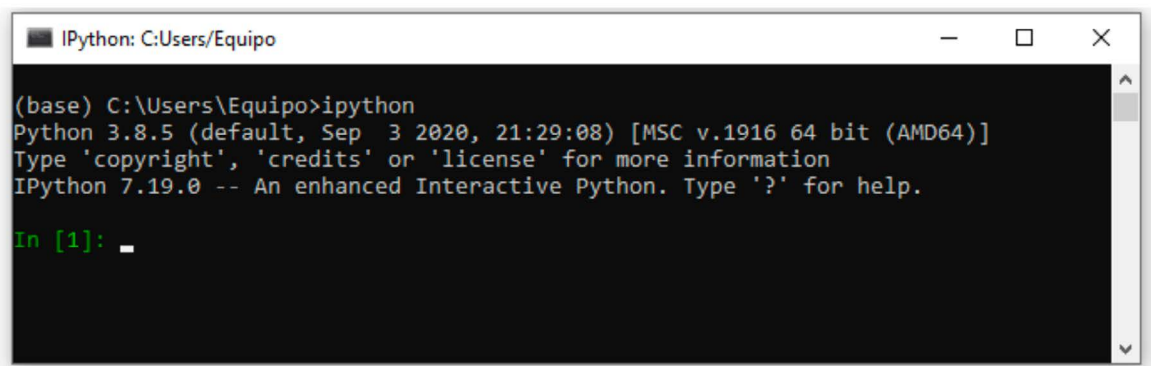 IPython: C:Users/Equipo
(base) C:\Users\Equipo>ipython
Python 3.8.5 (default, Sep  3 2020, 21:29:08) [MSC v.1916 64 bit (AMD64)]
Type 'copyright', 'credits' or 'license' for more information
IPython 7.19.0 -- An enhanced Interactive Python. Type '?' for help.
In [1]: